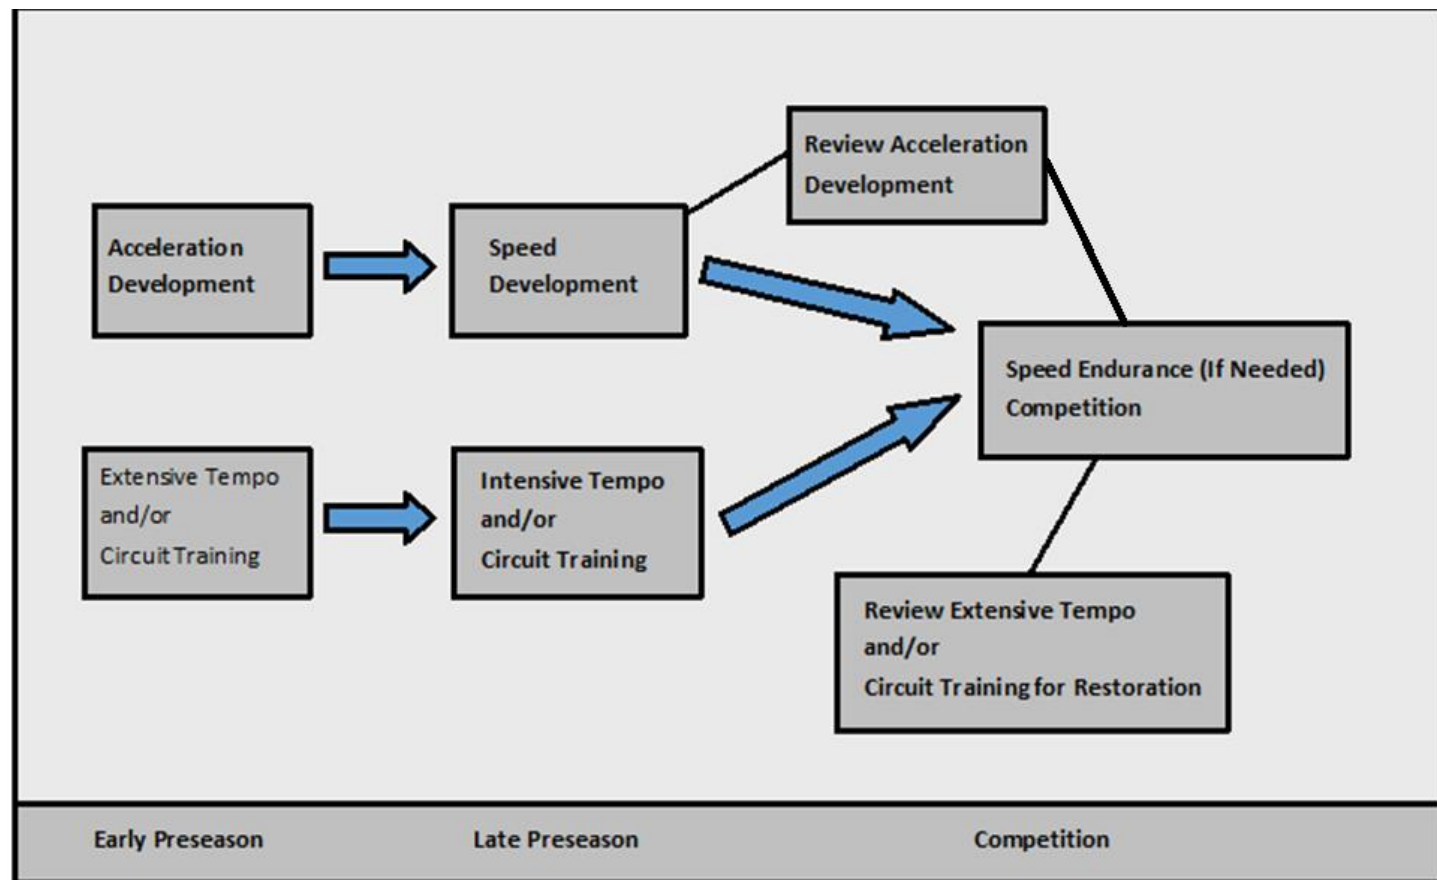 Review Acceleration
Development
Acceleration
Development
Speed
Development
Speed Endurance (If Needed)
Competition
Extensive Tempo
and/or
Circuit Training
Intensive Tempo
and/or
Circuit Training
Review Extensive Tempo
and/or
Circuit Training for Restoration
Early Preseason
Late Preseason
Competition